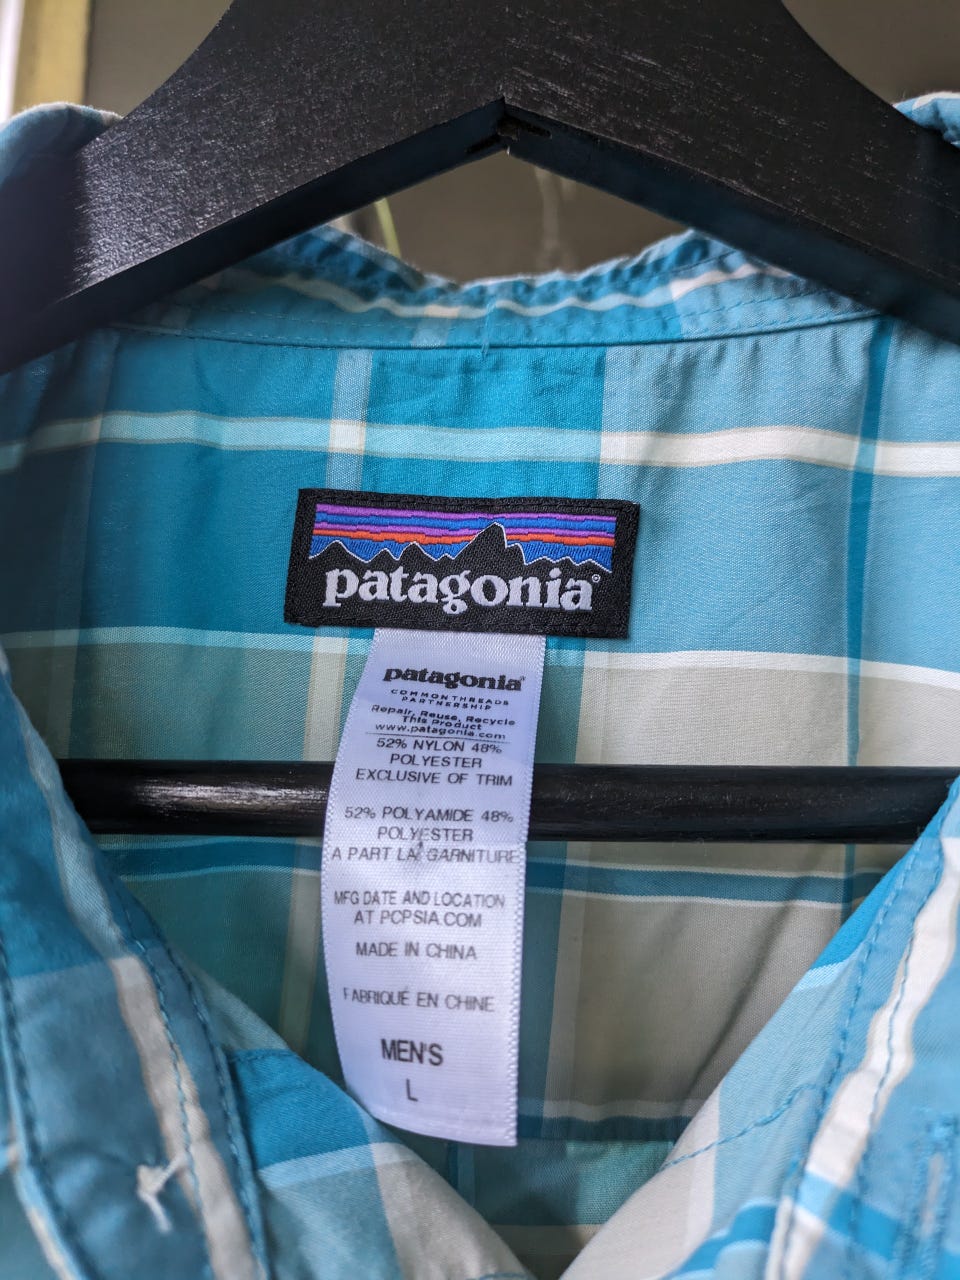 patagonia®
patagonia®
COMMONTHREADS
PARTNERSHIP
Repair, Reuse, Recycle
This Product
www.patagonia.com
52% NYLON 48%
POLYESTER
EXCLUSIVE OF TRIM
52% POLYAMIDE 48%
POLYESTER
A PART LA GARNITURE
MFG DATE AND LOCATION
AT PCPSIA.COM
MADE IN CHINA
FABRIQUÉ EN CHINE
MEN'S
L